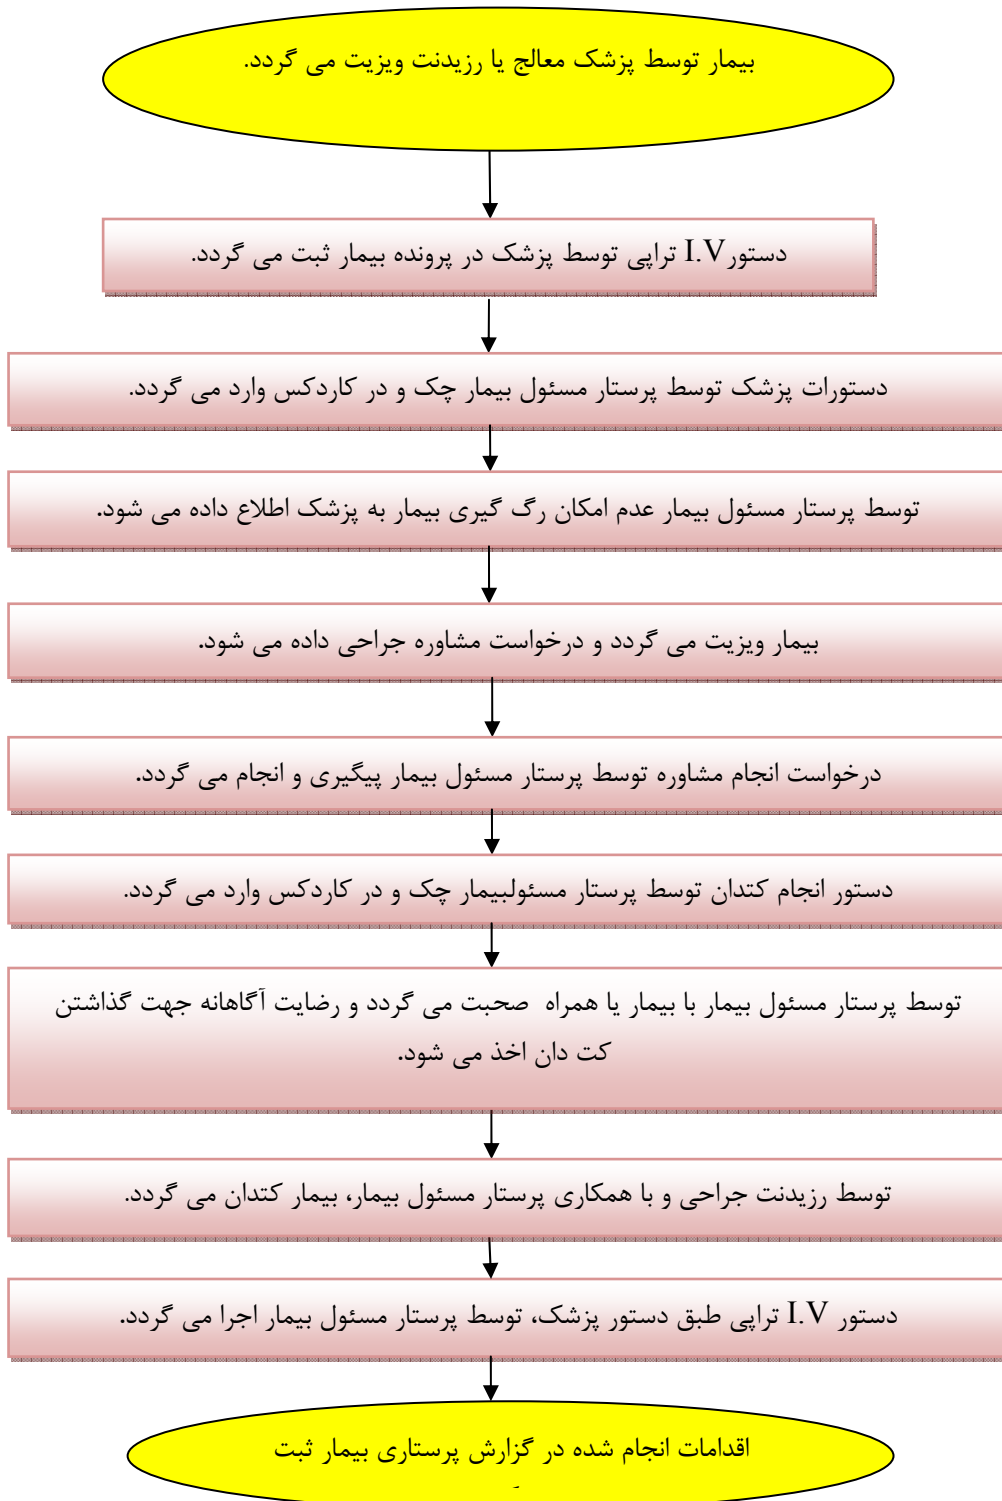 بیمار توسط پزشک معالج یا رزیدنت ویزیت می گردد.
دستورI.V تراپی توسط پزشک در پرونده بیمار ثبت می گردد.
دستورات پزشک توسط پرستار مسئول بیمار چک و در کاردکس وارد می گردد.
توسط پرستار مسئول بیمار عدم امکان رگ گیری بیمار به پزشک اطلاع داده می شود.
بیمار ویزیت می گردد و درخواست مشاوره جراحی داده می شود.
درخواست انجام مشاوره توسط پرستار مسئول بیمار پیگیری و انجام می گردد.
دستور انجام کتدان توسط پرستار مسئولبیمار چک و در کاردکس وارد می گردد.
توسط پرستار مسئول بیمار با بیمار یا همراه صحبت می گردد و رضایت آگاهانه جهت گذاشتن
کت دان اخذ می شود.
توسط رزیدنت جراحی و با همکاری پرستار مسئول بیمار، بیمار کتدان می گردد.
دستور I.V تراپی طبق دستور پزشک، توسط پرستار مسئول بیمار اجرا می گردد.
اقدامات انجام شده در گزارش پرستاری بیمار ثبت